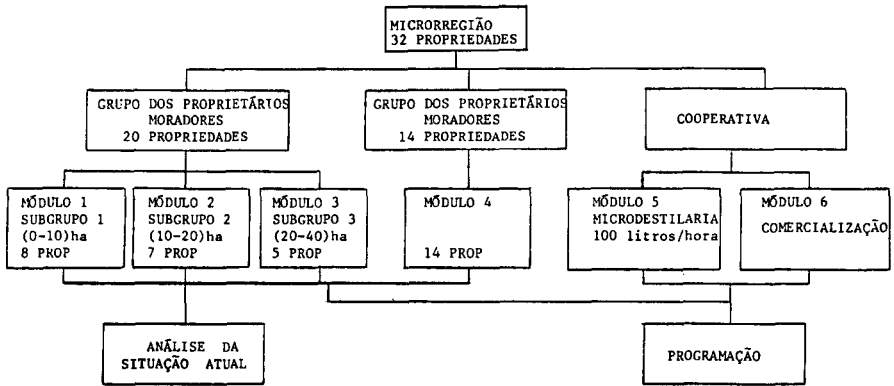 MICRORREGIÃO
32 PROPRIEDADES
GRUPO DOS PROPRIETÁRIOS
MORADORES
20 PROPRIEDADES
GRUPO DOS PROPRIETÁRIOS
MORADORES
14 PROPRIEDADES
COOPERATIVA
MÓDULO 1
SUBGRUPO 1
(0-10)ha
8 PROP
MÓDULO 2
SUBGRUPO 2
(10-20)ha
7 PROP
MÓDULO 3
SUBGRUPO 3
(20-40)ha
5 PROP
MÓDULO 4
14 PROP
MÓDULO 5
MICRODESTILARIA
100 litros/hora
MÓDULO 6
COMERCIALIZAÇÃO
ANÁLISE DA
SITUAÇÃO ATUAL
PROGRAMAÇÃO